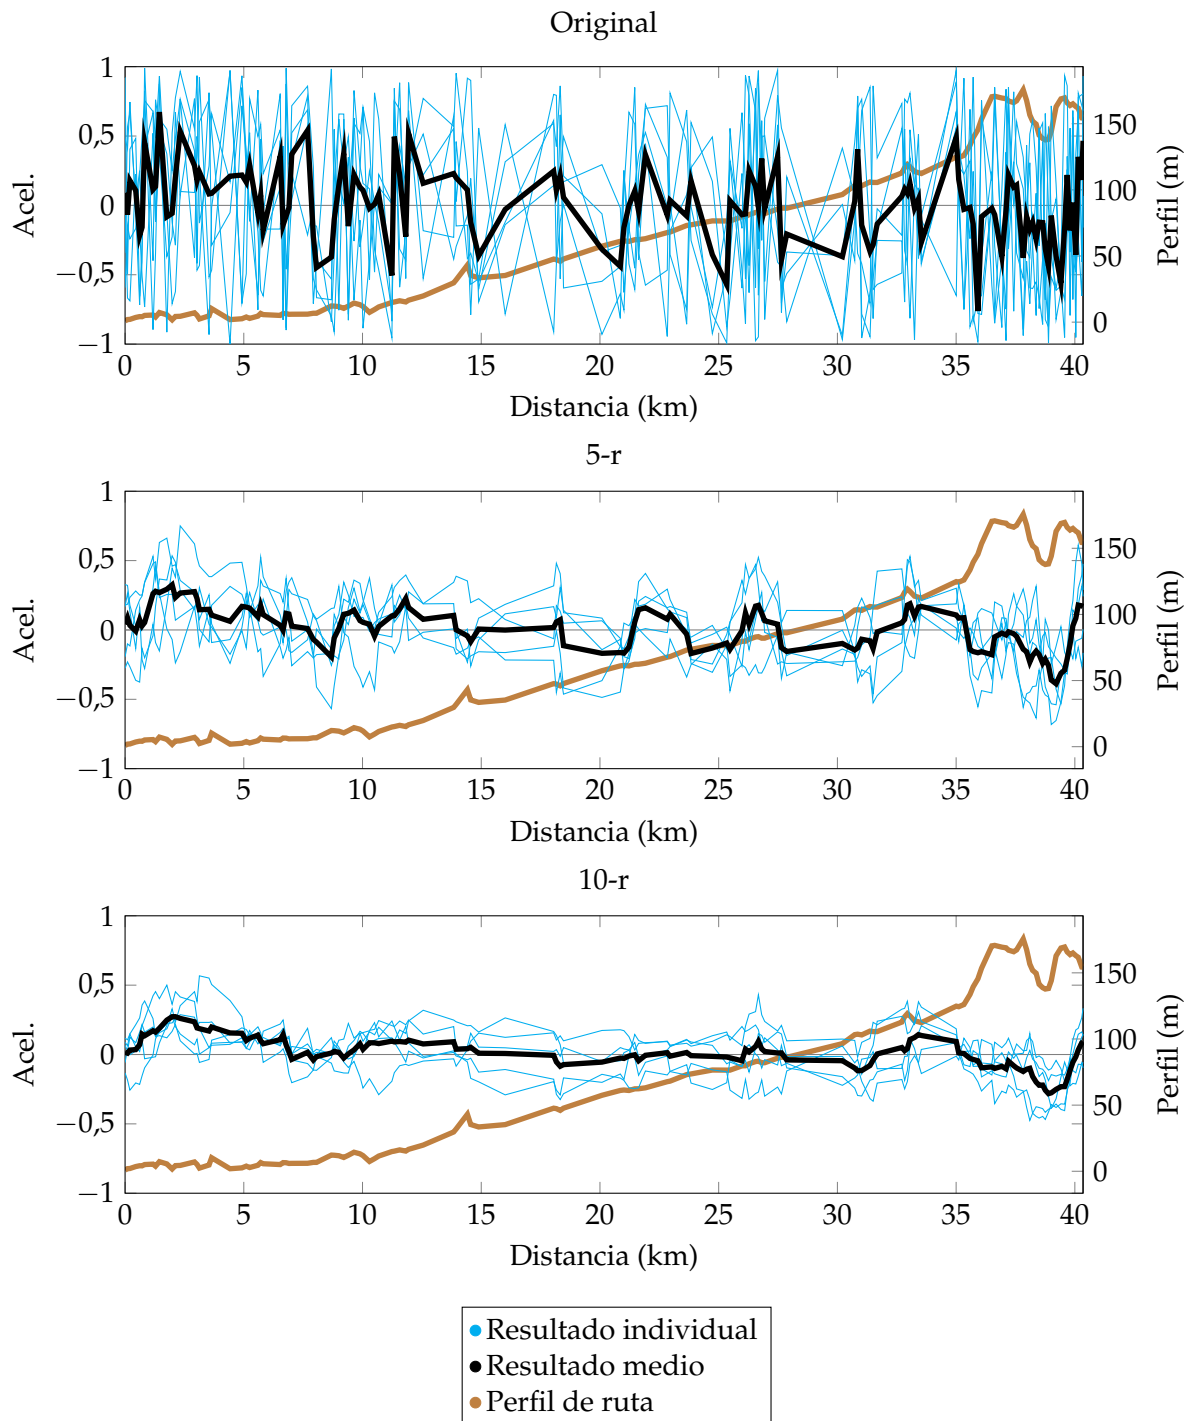 Original
1
0,5
0
−0,5
−1
Acel.
150
100
50
0
Perfil (m)
0 5 10 15 20 25 30 35 40
Distancia (km)
5-r
1
0,5
0
−0,5
−1
Acel.
150
100
50
0
Perfil (m)
0 5 10 15 20 25 30 35 40
Distancia (km)
10-r
1
0,5
0
−0,5
−1
Acel.
150
100
50
0
Perfil (m)
0 5 10 15 20 25 30 35 40
Distancia (km)
Resultado individual
Resultado medio
Perfil de ruta